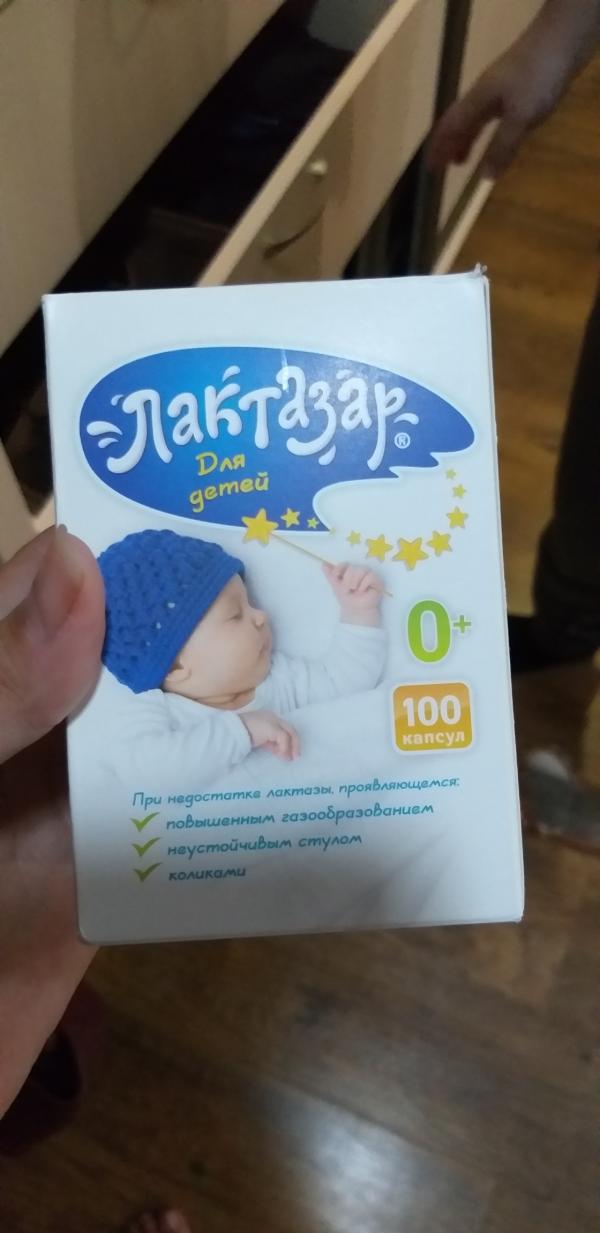 Лактазар®
Для
детей
0+
100
капсул
При недостатке лактазы, проявляющемся:
повышенным газообразованием
неустойчивым стулом
коликами